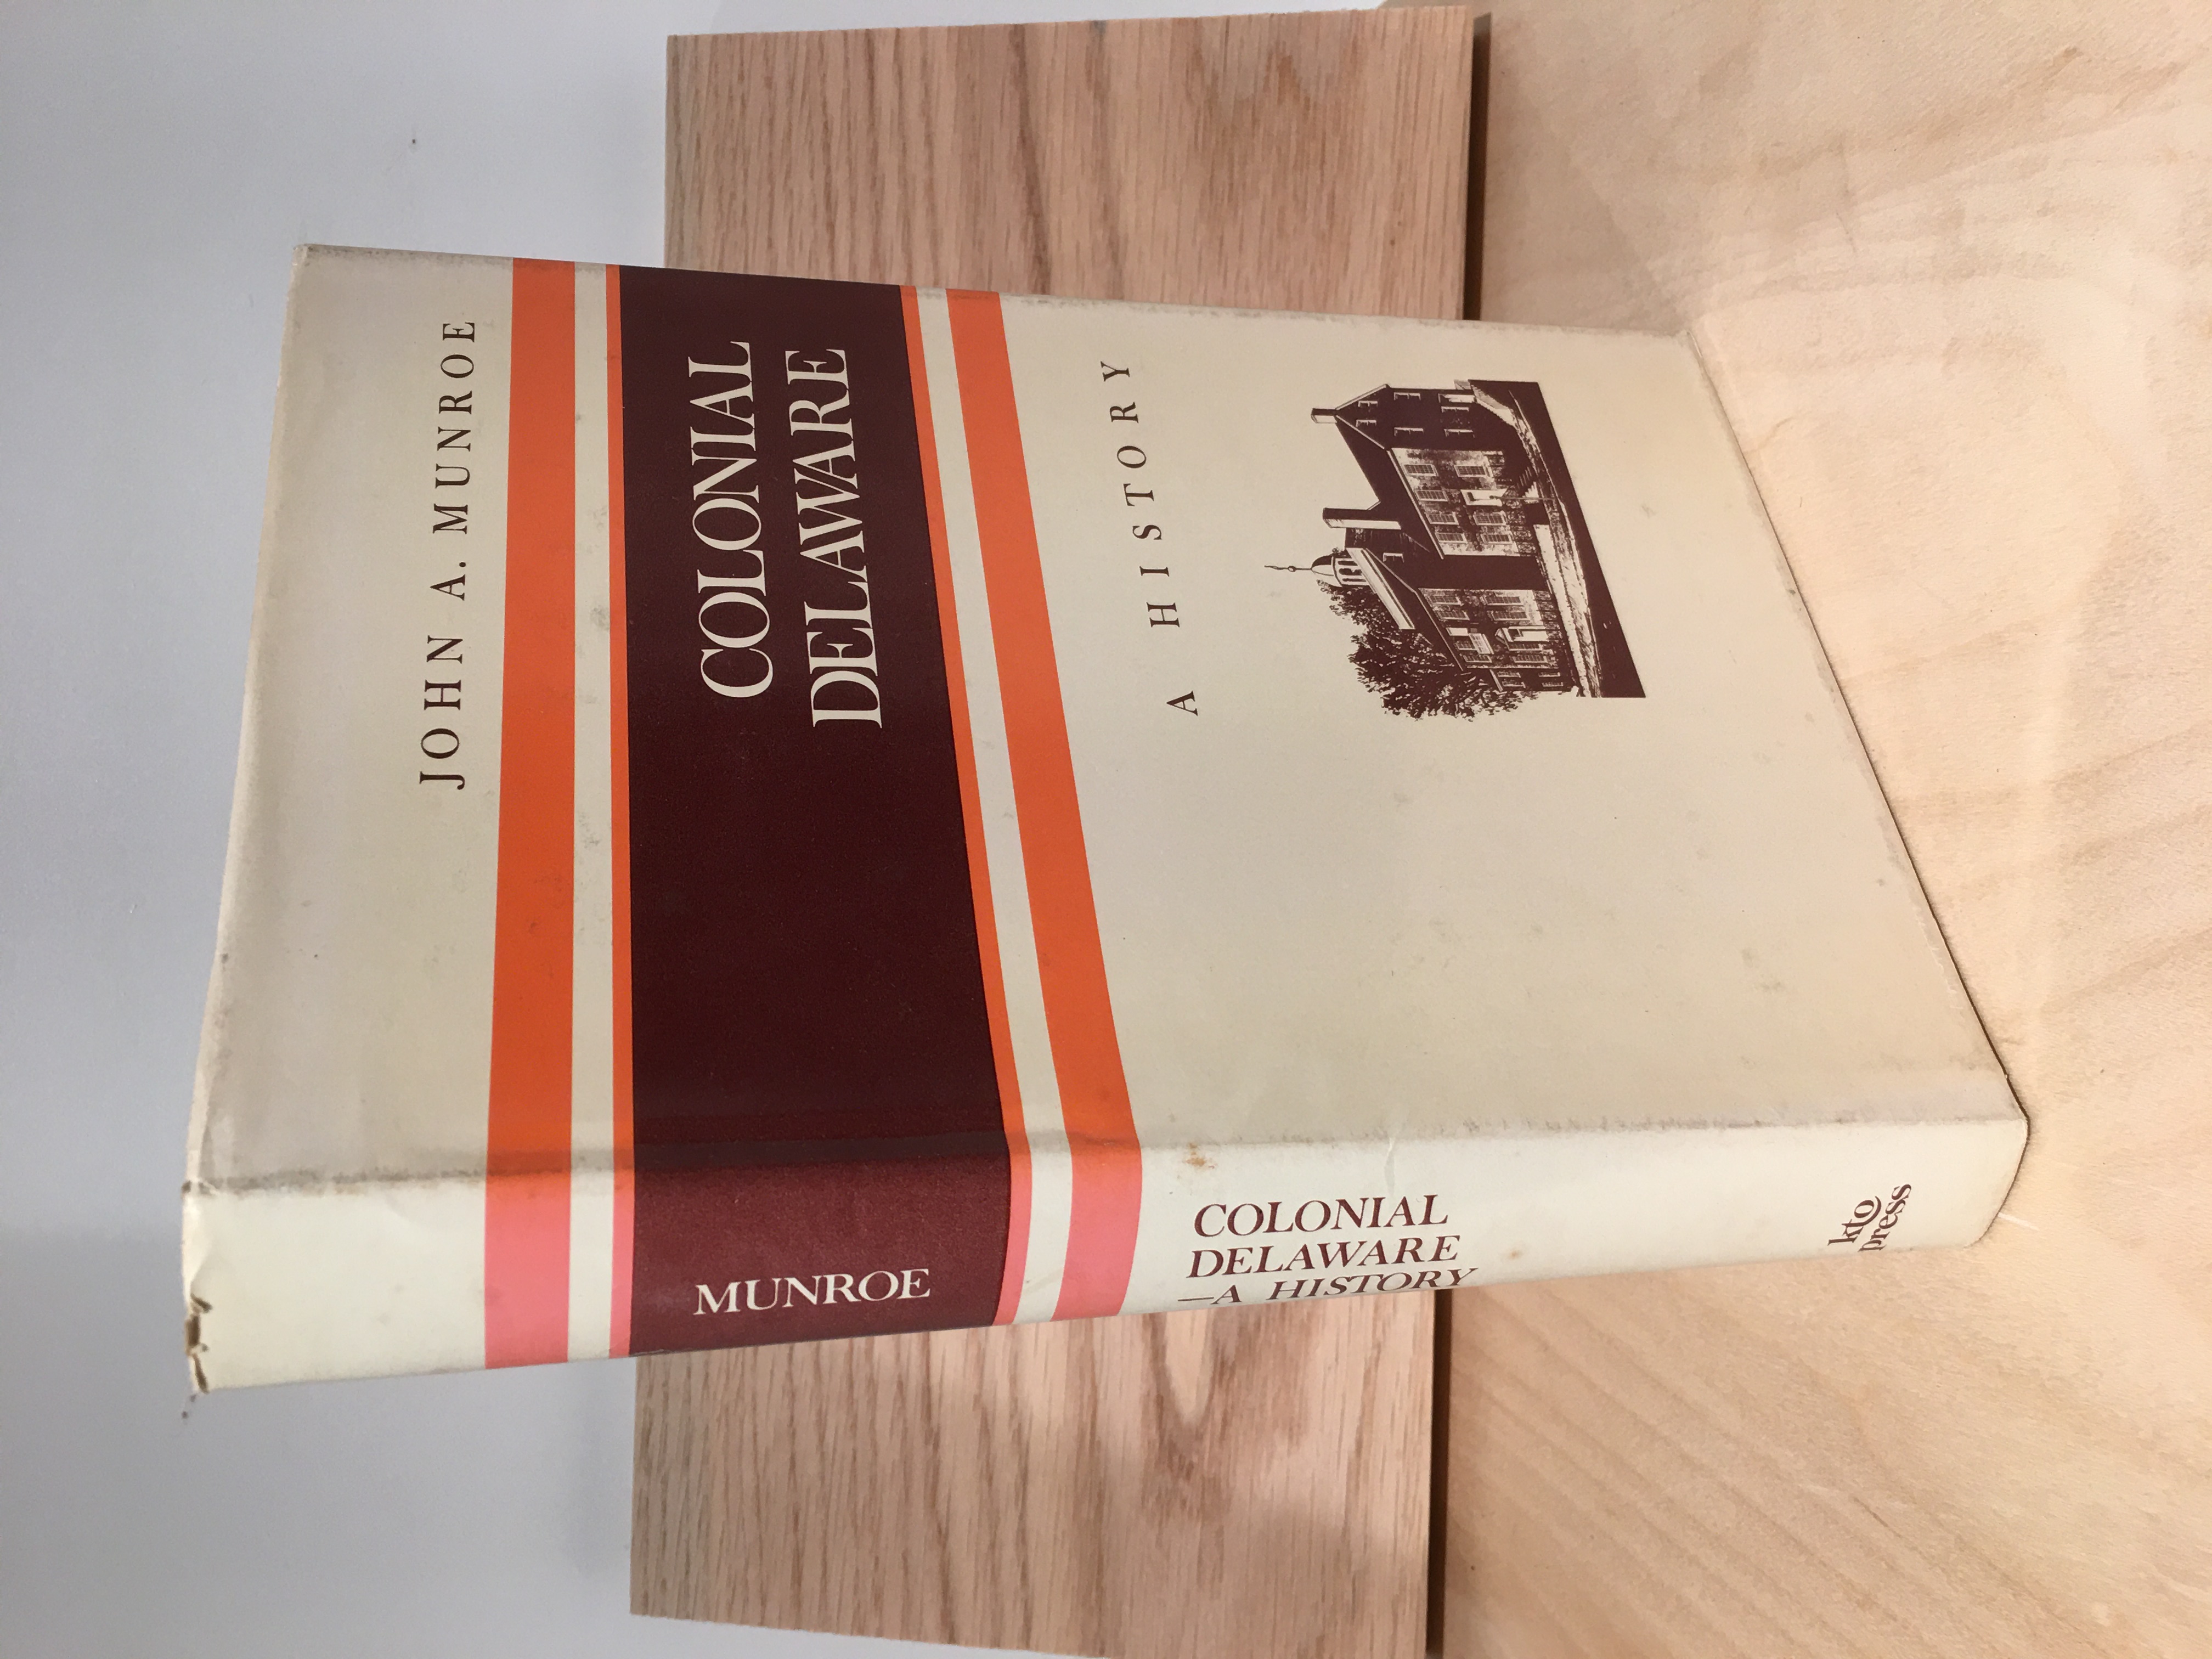 JOHN A. MUNROE
COLONIAL
DELAWARE
A HISTORY
MUNROE
COLONIAL
DELAWARE
—A HISTORY
kto
press